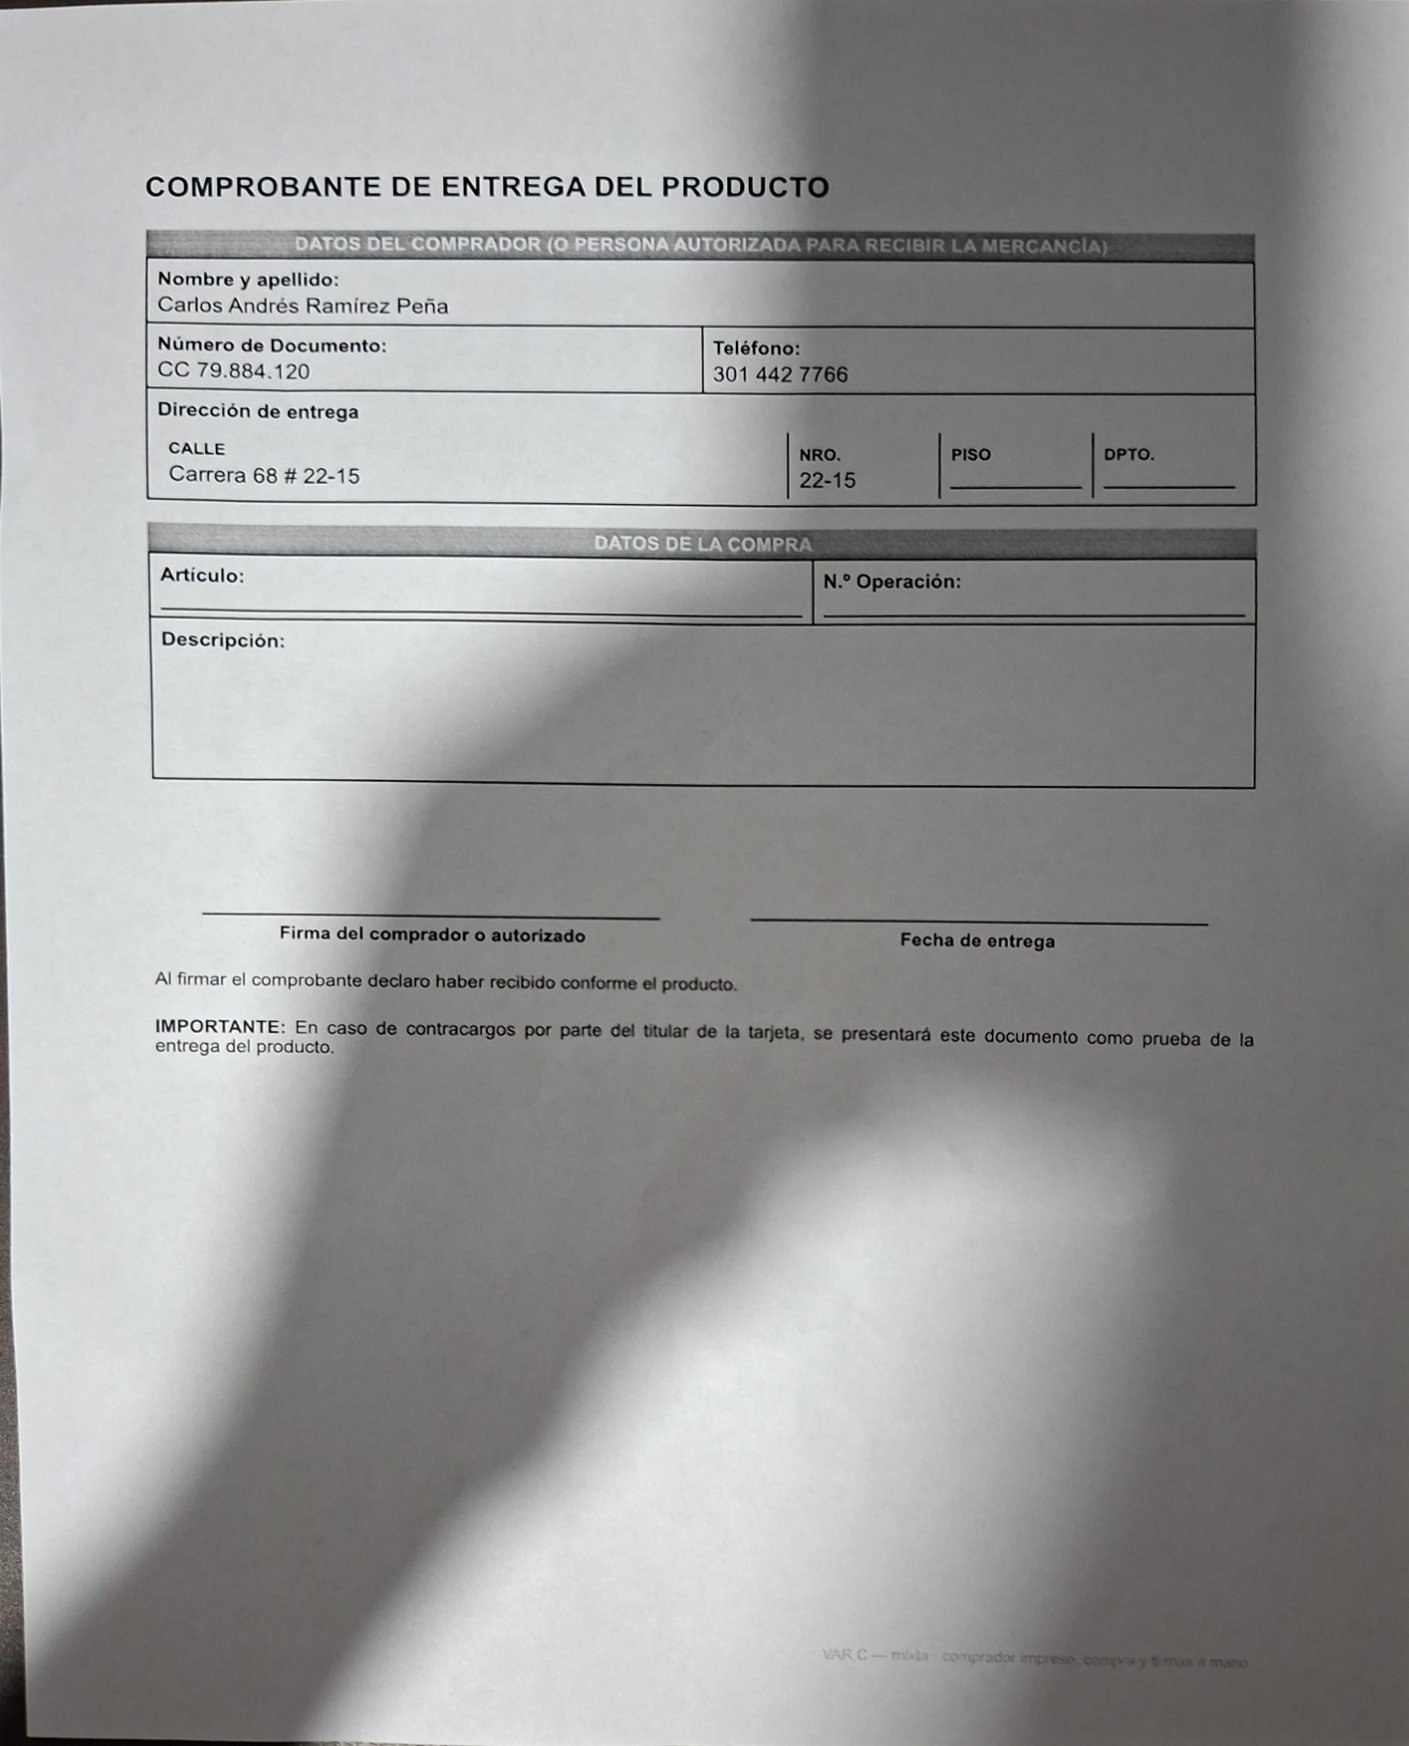 COMPROBANTE DE ENTREGA DEL PRODUCTO
DATOS DEL COMPRADOR (O PERSONA AUTORIZADA PARA RECIBIR LA MERCANCÍA)
Nombre y apellido:
Carlos Andrés Ramírez Peña
Número de Documento:
CC 79.884.120
Teléfono:
301 442 7766
Dirección de entrega
CALLE
Carrera 68 # 22-15
NRO.
22-15
PISO
DPTO.
DATOS DE LA COMPRA
Artículo:
N.º Operación:
Descripción:
Firma del comprador o autorizado
Fecha de entrega
Al firmar el comprobante declaro haber recibido conforme el producto.
IMPORTANTE: En caso de contracargos por parte del titular de la tarjeta, se presentará este documento como prueba de la
entrega del producto.
VAR C — mixta · comprador impreso, compra y firmas a mano